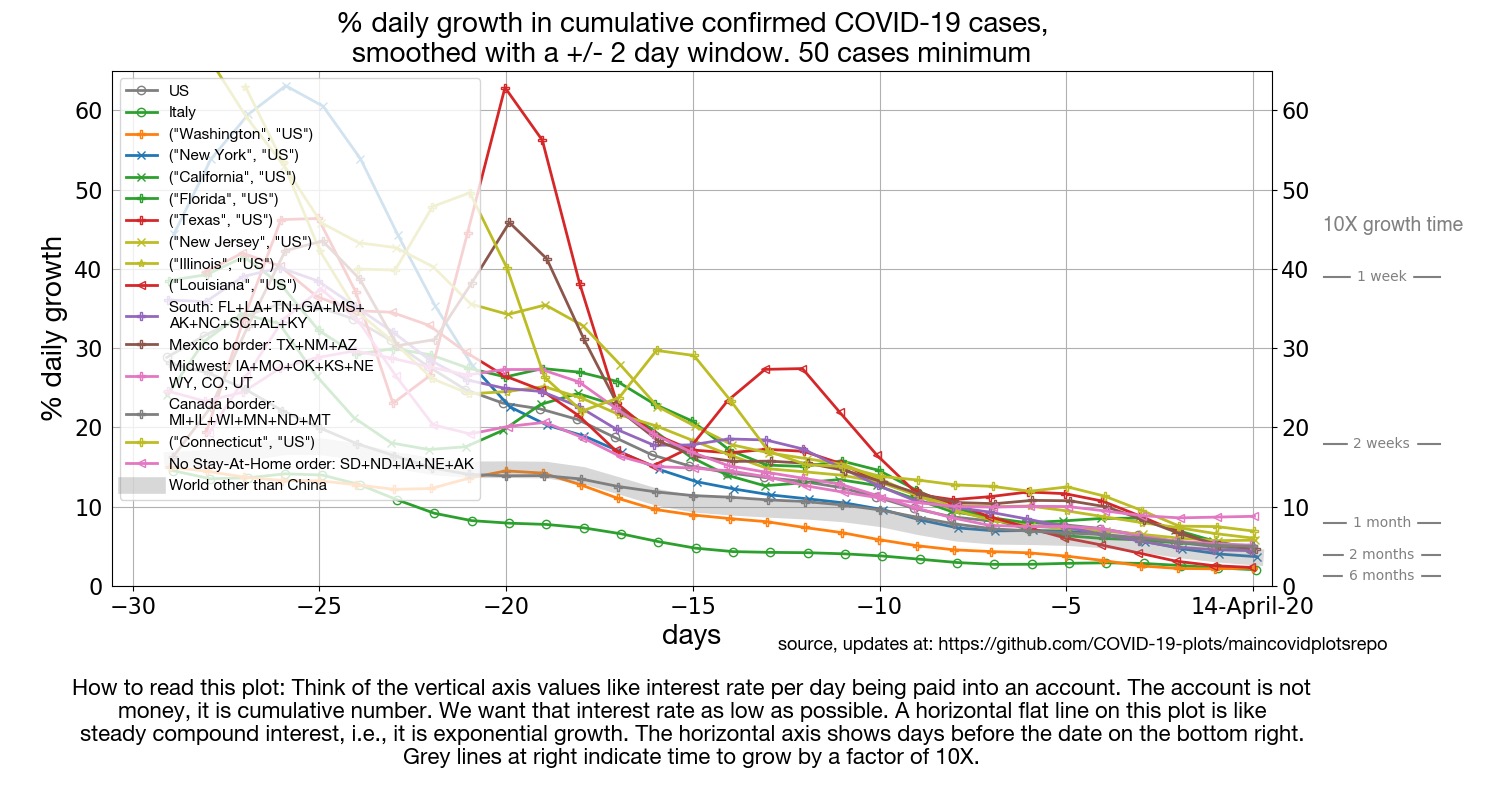 % daily growth in cumulative confirmed COVID-19 cases,
smoothed with a +/- 2 day window. 50 cases minimum
% daily growth
60
50
40
30
20
10
0
US
Italy
("Washington", "US")
("New York", "US")
("California", "US")
("Florida", "US")
("Texas", "US")
("New Jersey", "US")
("Illinois", "US")
("Louisiana", "US")
South: FL+LA+TN+GA+MS+
AK+NC+SC+AL+KY
Mexico border: TX+NM+AZ
Midwest: IA+MO+OK+KS+NE
WY, CO, UT
Canada border:
MI+IL+WI+MN+ND+MT
("Connecticut", "US")
No Stay-At-Home order: SD+ND+IA+NE+AK
World other than China
60
50
40
30
20
10
0
10X growth time
1 week
2 weeks
1 month
2 months
6 months
−30 −25 −20 −15 −10 −5 14-April-20
days
source, updates at: https://github.com/COVID-19-plots/maincovidplotsrepo
How to read this plot: Think of the vertical axis values like interest rate per day being paid into an account. The account is not
money, it is cumulative number. We want that interest rate as low as possible. A horizontal flat line on this plot is like
steady compound interest, i.e., it is exponential growth. The horizontal axis shows days before the date on the bottom right.
Grey lines at right indicate time to grow by a factor of 10X.